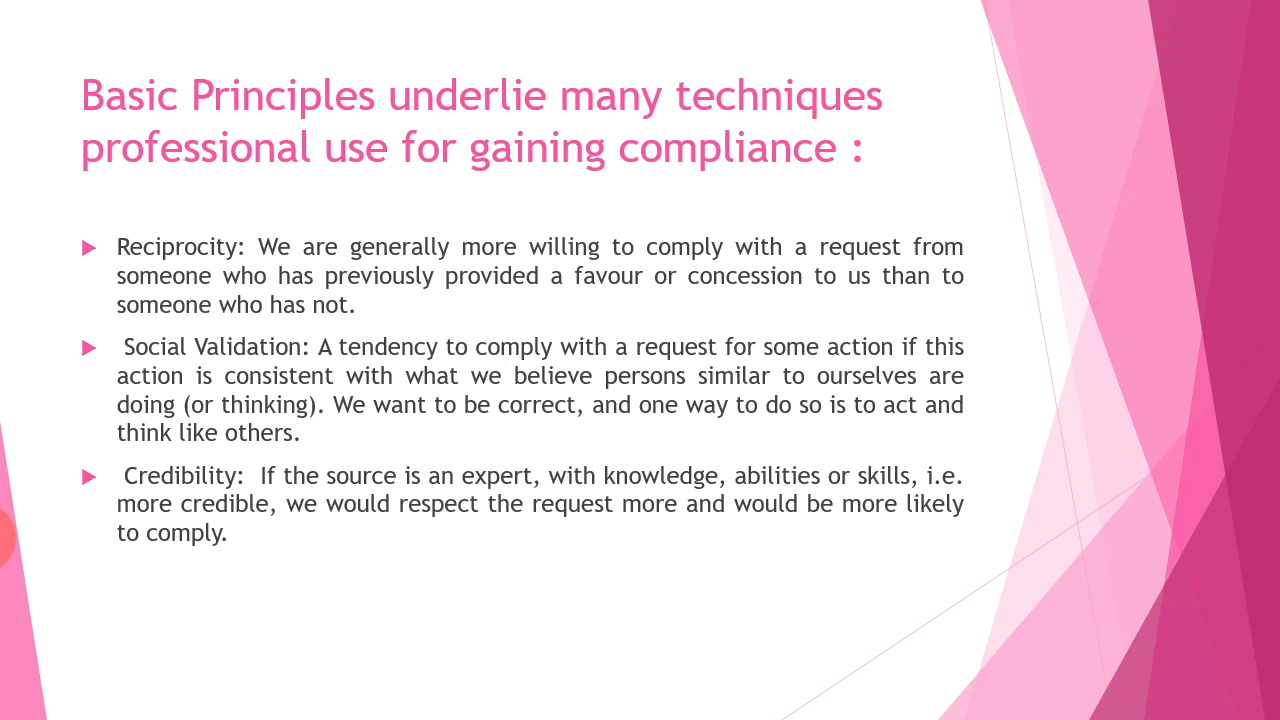 Basic Principles underlie many techniques
professional use for gaining compliance :
Reciprocity: We are generally more willing to comply with a request from
someone who has previously provided a favour or concession to us than to
someone who has not.
Social Validation: A tendency to comply with a request for some action if this
action is consistent with what we believe persons similar to ourselves are
doing (or thinking). We want to be correct, and one way to do so is to act and
think like others.
Credibility: If the source is an expert, with knowledge, abilities or skills, i.e.
more credible, we would respect the request more and would be more likely
to comply.